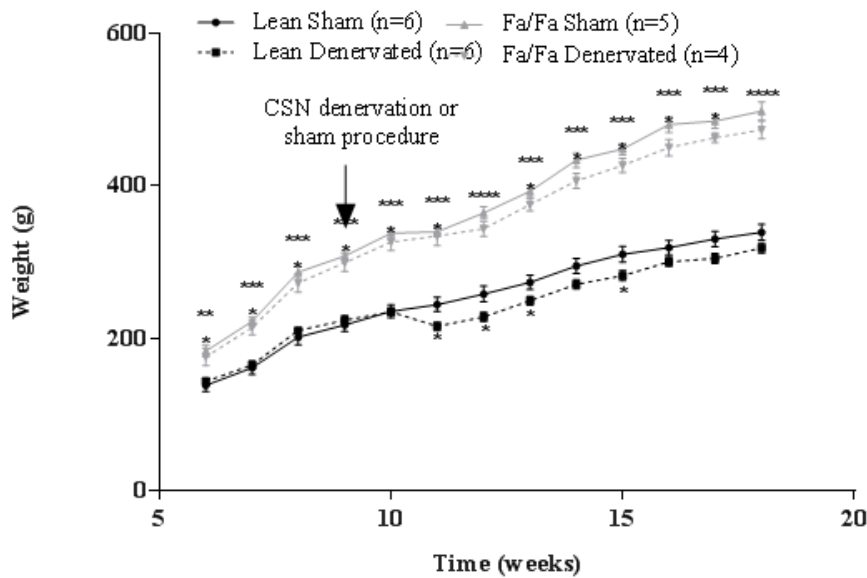 Lean Sham (n=6) Fa/Fa Sham (n=5)
Lean Denervated (n=6) Fa/Fa Denervated (n=4)
600
CSN denervation or
sham procedure
400
200
0
5 10 15 20
Weight (g)
Time (weeks)
** *** *** *** *** *** **** *** *** *** *** *** ****
* * * * * * * * * * *
* * * *